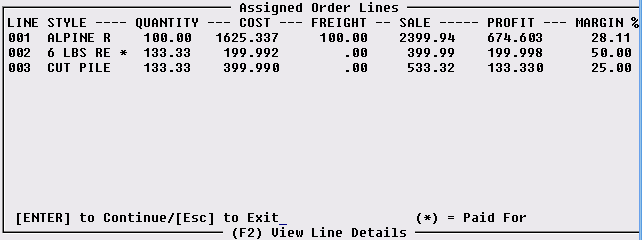 Assigned Order Lines
LINE STYLE ---- QUANTITY ---- COST --- FREIGHT -- SALE ----- PROFIT --- MARGIN %
001 ALPINE R 100.00 1625.337 100.00 2399.94 674.603 28.11
002 6 LBS RE * 133.33 199.992 .00 399.99 199.998 50.00
003 CUT PILE 133.33 399.990 .00 533.32 133.330 25.00
[ENTER] to Continue/[Esc] to Exit_ (*) = Paid For
(F2) View Line Details